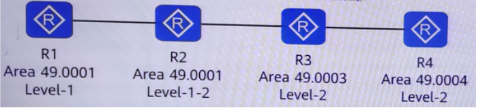 R R R R
R1 R2 R3 R4
Area 49.0001 Area 49.0001 Area 49.0003 Area 49.0004
Level-1 Level-1-2 Level-2 Level-2